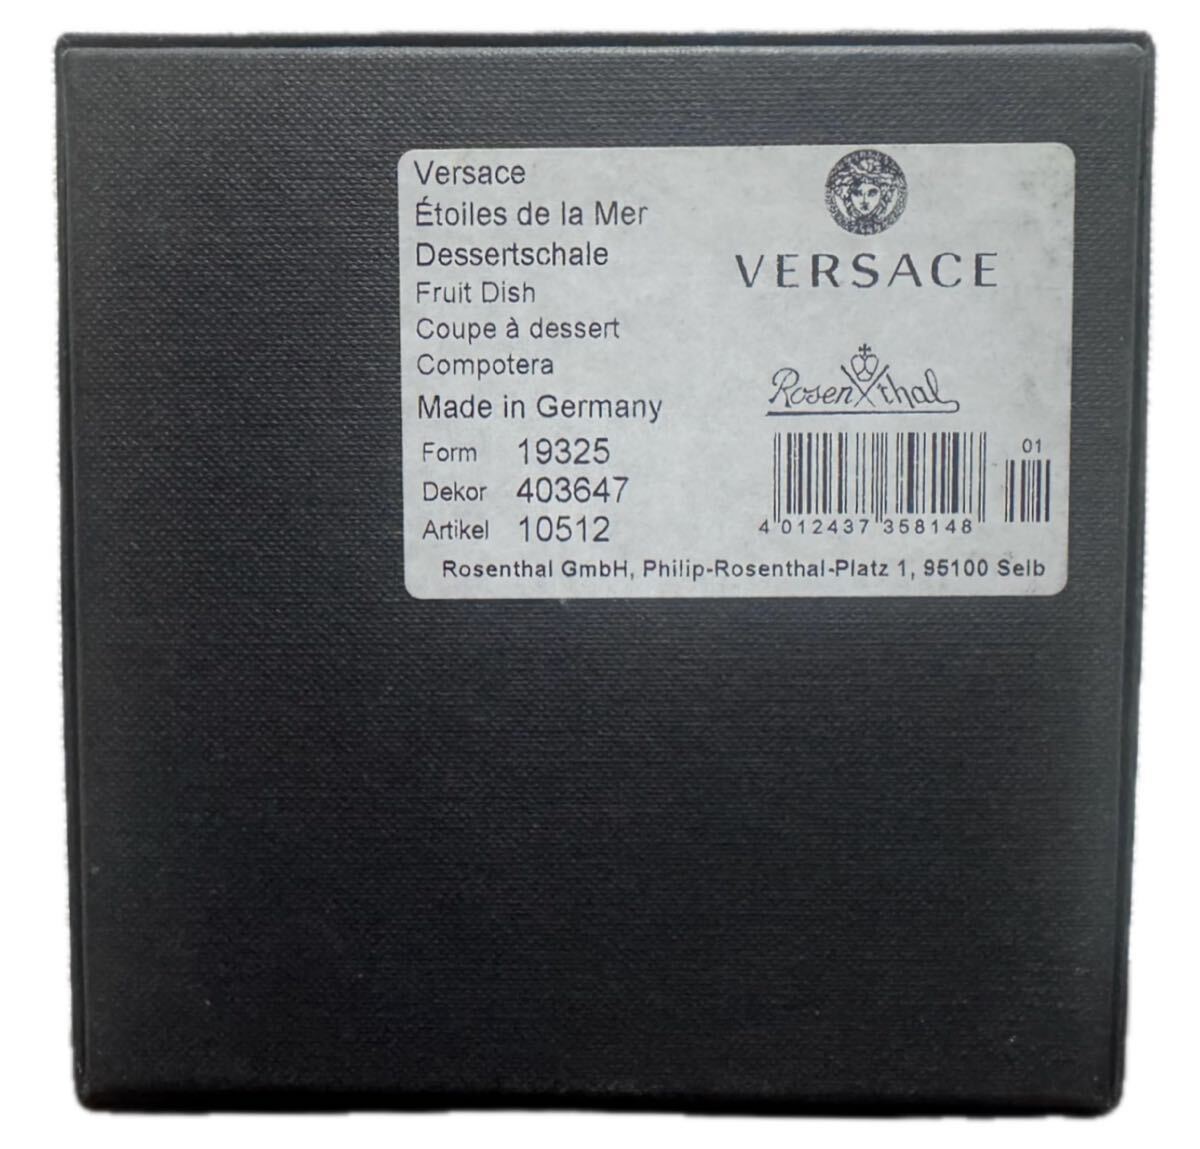 Versace
Étoiles de la Mer
Dessertschale
Fruit Dish
Coupe à dessert
Compotera
Made in Germany
Form 19325
Dekor 403647
Artikel 10512
VERSACE
Rosenthal
01
4 012437 358148
Rosenthal GmbH, Philip-Rosenthal-Platz 1, 95100 Selb